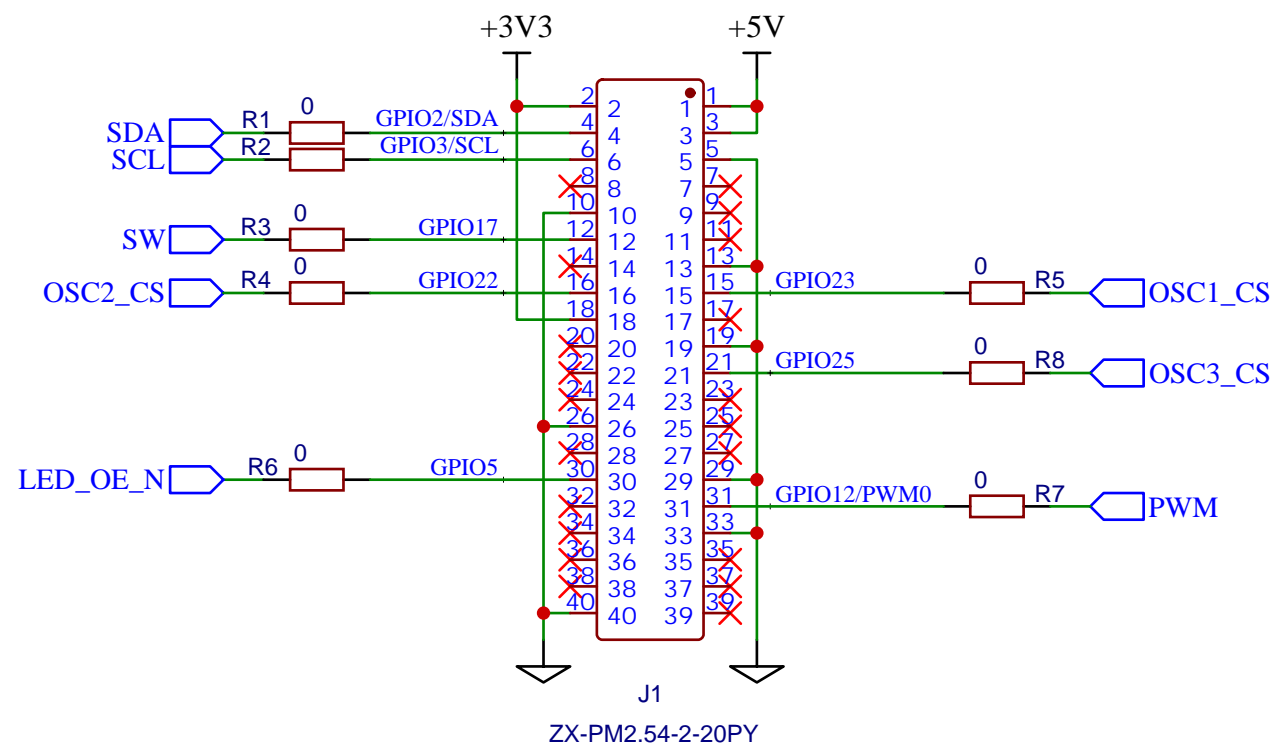 +3V3 +5V
2 2 1 1
SDA R1 0 GPIO2/SDA 4 4 3 3
SCL R2 GPIO3/SCL 6 6 5 5
8 8 7 7
10 10 9 9
SW R3 0 GPIO17 12 12 11 11
14 14 13 13
OSC2_CS R4 0 GPIO22 16 16 15 15 GPIO23 0 R5 OSC1_CS
18 18 17 17
20 20 19 19
22 22 21 21 GPIO25 0 R8 OSC3_CS
24 24 23 23
26 26 25 25
28 28 27 27
LED_OE_N R6 0 GPIO5 30 30 29 29
32 32 31 31 GPIO12/PWM0 0 R7 PWM
34 34 33 33
36 36 35 35
38 38 37 37
40 40 39 39
J1
ZX-PM2.54-2-20PY